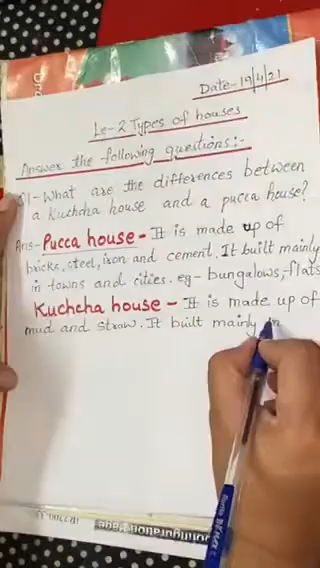 Date-19/4/21
Le-2 Types of houses
Answer the following questions:-
Q1-What are the differences between
a kuchcha house and a pucca house?
Ans- Pucca house - It is made up of
bricks, steel, iron and cement. It built mainly
in towns and cities. eg- bungalows, flats
Kuchcha house - It is made up of
mud and straw. It built mainly in
Configuration Page